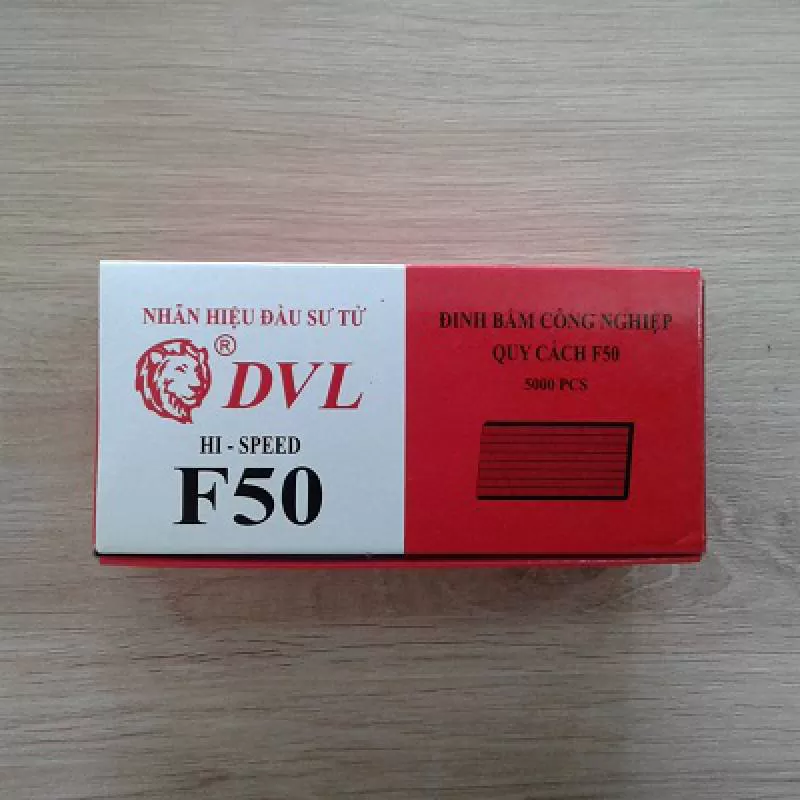 NHÃN HIỆU ĐẦU SƯ TỬ
®
DVL
HI - SPEED
F50
ĐINH BẤM CÔNG NGHIỆP
QUY CÁCH F50
5000 PCS